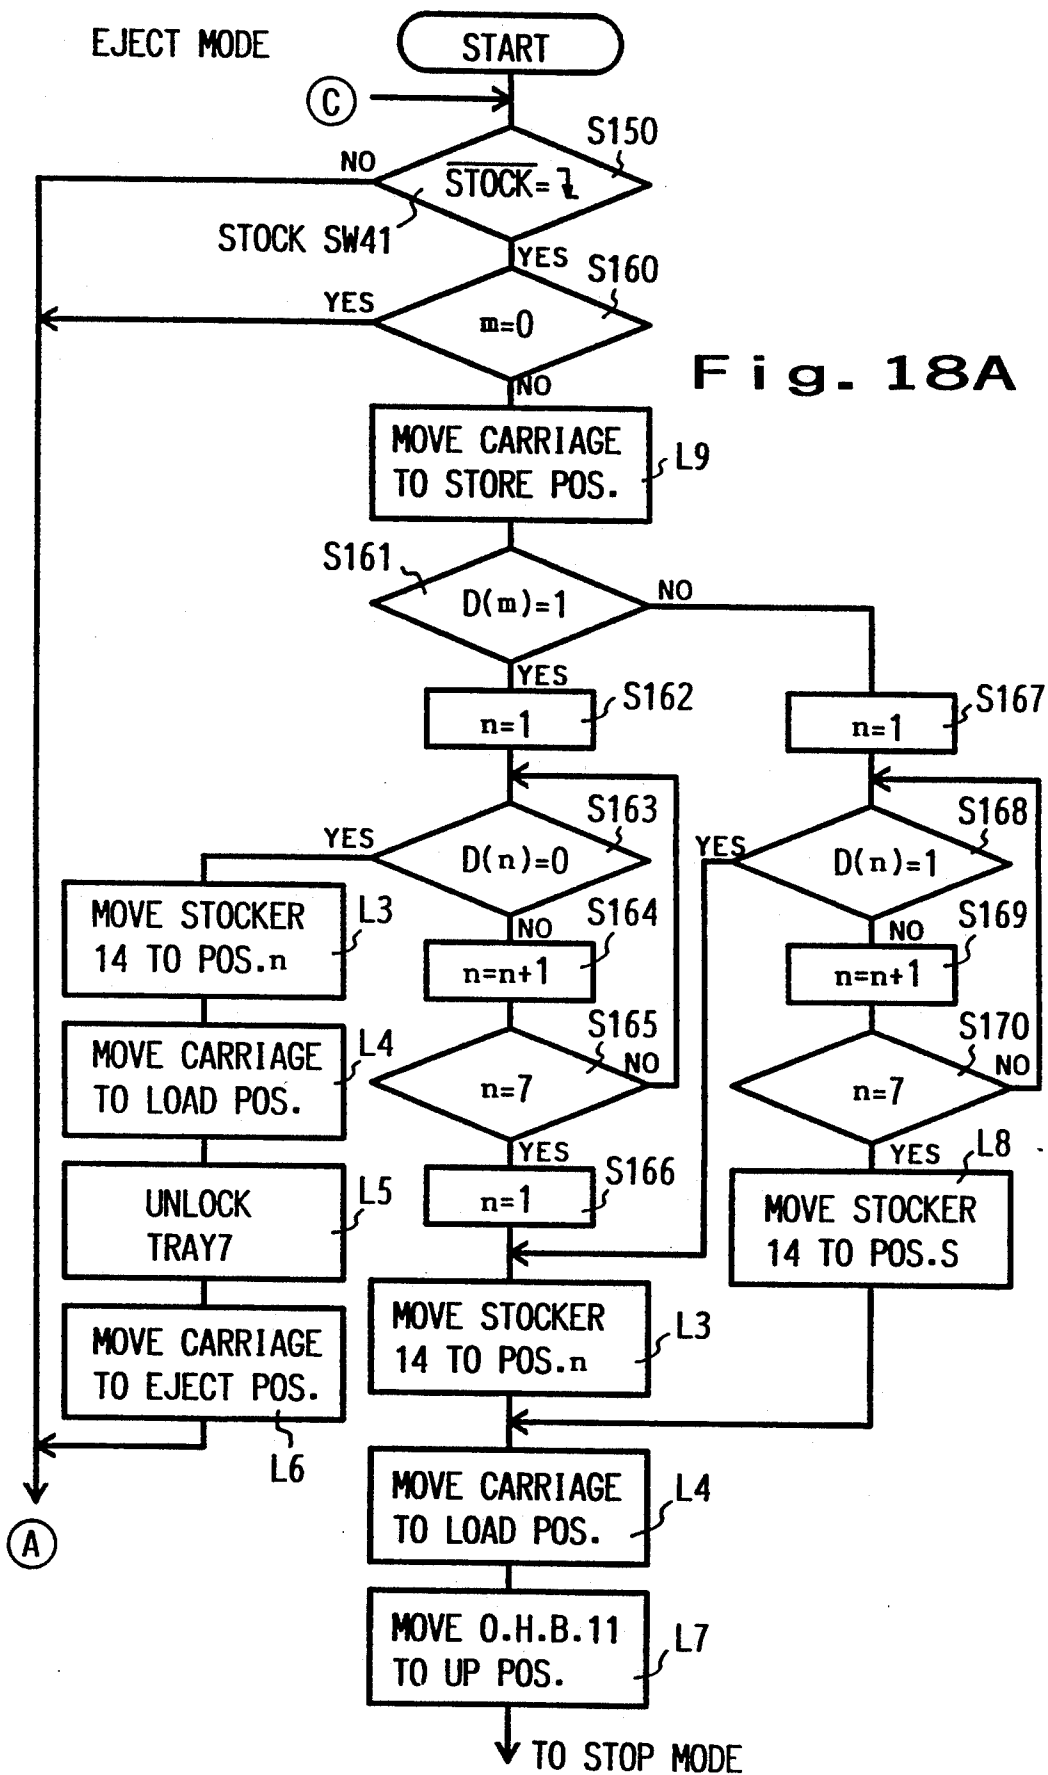 EJECT MODE
START
C
S150
NO
STOCK=
STOCK SW41
YES
S160
YES
m=0
Fig. 18A
NO
MOVE CARRIAGE
TO STORE POS.
L9
S161
D(m)=1
NO
YES
S162
n=1
S167
n=1
S163
YES
D(n)=0
S168
YES
D(n)=1
MOVE STOCKER
14 TO POS.n
L3
NO
S164
n=n+1
NO
S169
n=n+1
MOVE CARRIAGE
TO LOAD POS.
L4
S165
NO
n=7
S170
NO
n=7
YES
S166
n=1
YES
L8
UNLOCK
TRAY7
L5
MOVE STOCKER
14 TO POS.S
MOVE CARRIAGE
TO EJECT POS.
L6
MOVE STOCKER
14 TO POS.n
L3
A
MOVE CARRIAGE
TO LOAD POS.
L4
MOVE O.H.B.11
TO UP POS.
L7
TO STOP MODE